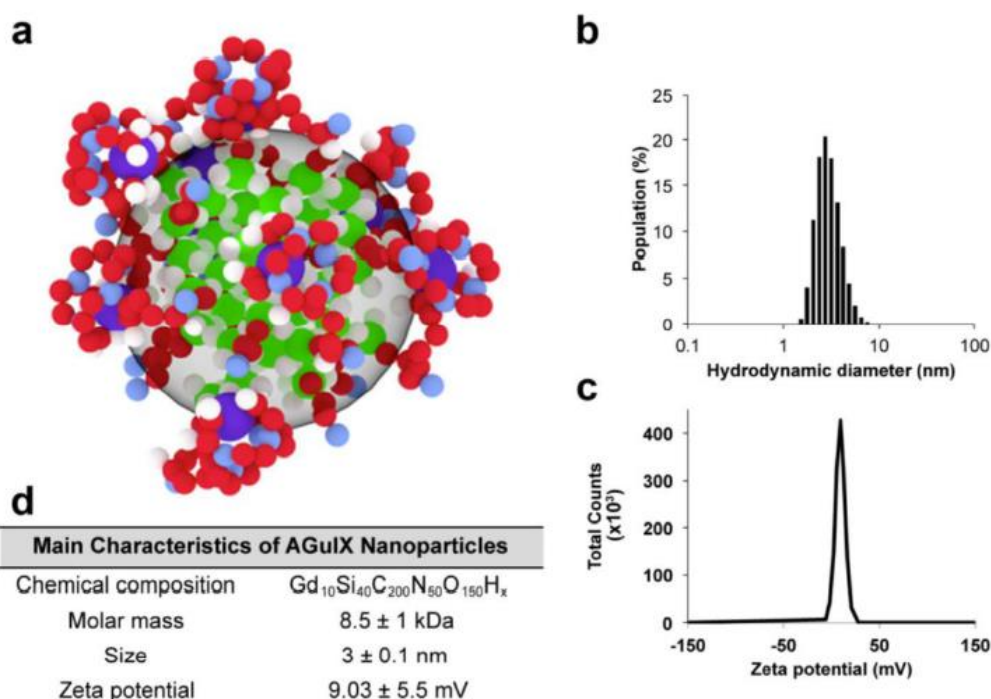 a
b
25
20
15
10
5
0
Population (%)
0.1 1 10 100
Hydrodynamic diameter (nm)
c
400
300
200
100
0
Total Counts
(x10³)
-150 -50 50 150
Zeta potential (mV)
d
Main Characteristics of AGuIX Nanoparticles
Chemical composition Gd₁₀Si₄₀C₂₀₀N₅₀O₁₅₀Hₓ
Molar mass 8.5 ± 1 kDa
Size 3 ± 0.1 nm
Zeta potential 9.03 ± 5.5 mV